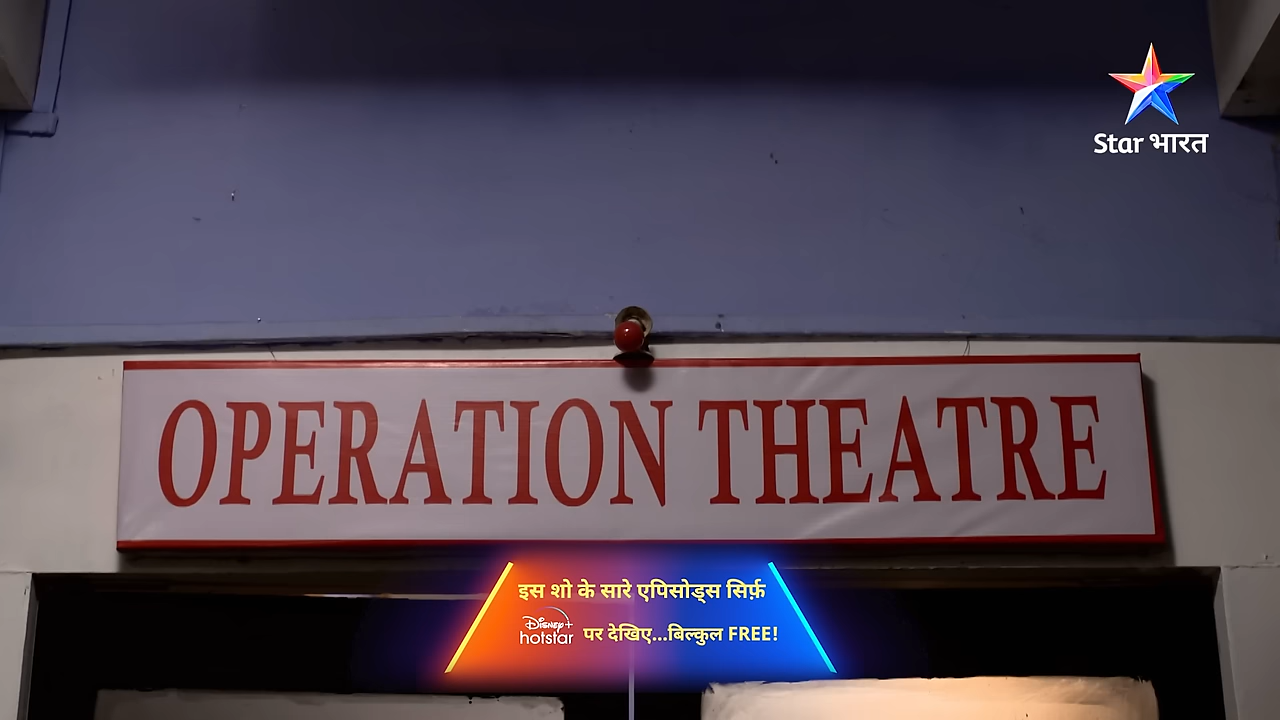 Star भारत
OPERATION THEATRE
इस शो के सारे एपिसोड्स सिर्फ़
Disney+ hotstar पर देखिए...बिल्कुल FREE!